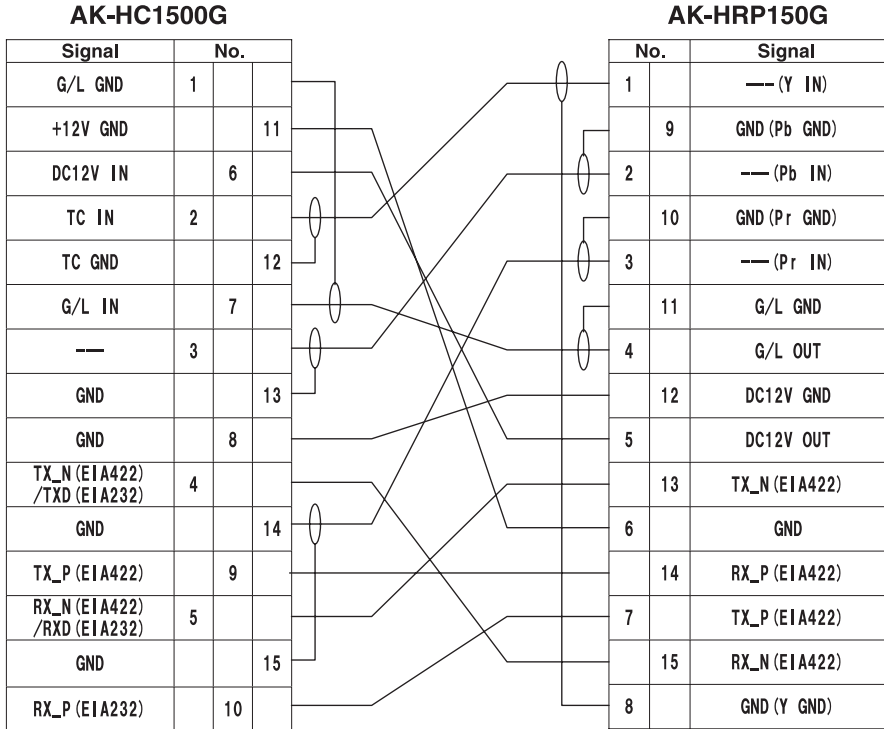 AK-HC1500G
AK-HRP150G
Signal No.
No. Signal
G/L GND 1
1 –––(Y IN)
+12V GND 11
9 GND(Pb GND)
DC12V IN 6
2 –––(Pb IN)
TC IN 2
10 GND(Pr GND)
TC GND 12
3 –––(Pr IN)
G/L IN 7
11 G/L GND
––– 3
4 G/L OUT
GND 13
12 DC12V GND
GND 8
5 DC12V OUT
TX_N(EIA422)
/TXD(EIA232) 4
13 TX_N(EIA422)
GND 14
6 GND
TX_P(EIA422) 9
14 RX_P(EIA422)
RX_N(EIA422)
/RXD(EIA232) 5
7 TX_P(EIA422)
GND 15
15 RX_N(EIA422)
RX_P(EIA232) 10
8 GND(Y GND)